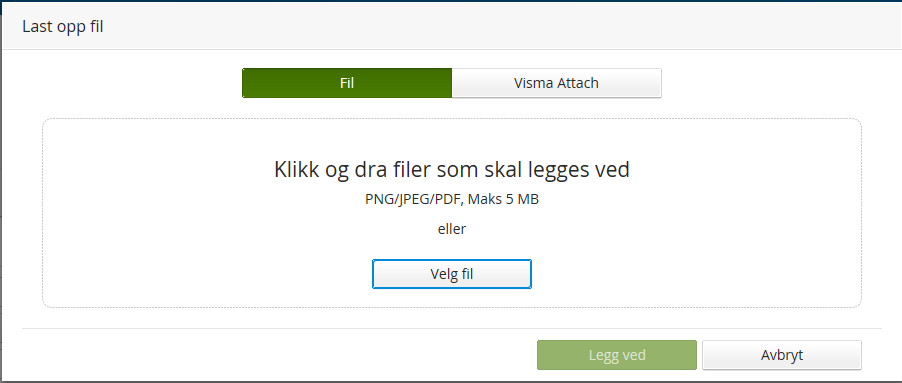 Last opp fil
Fil
Visma Attach
Klikk og dra filer som skal legges ved
PNG/JPEG/PDF, Maks 5 MB
eller
Velg fil
Legg ved
Avbryt